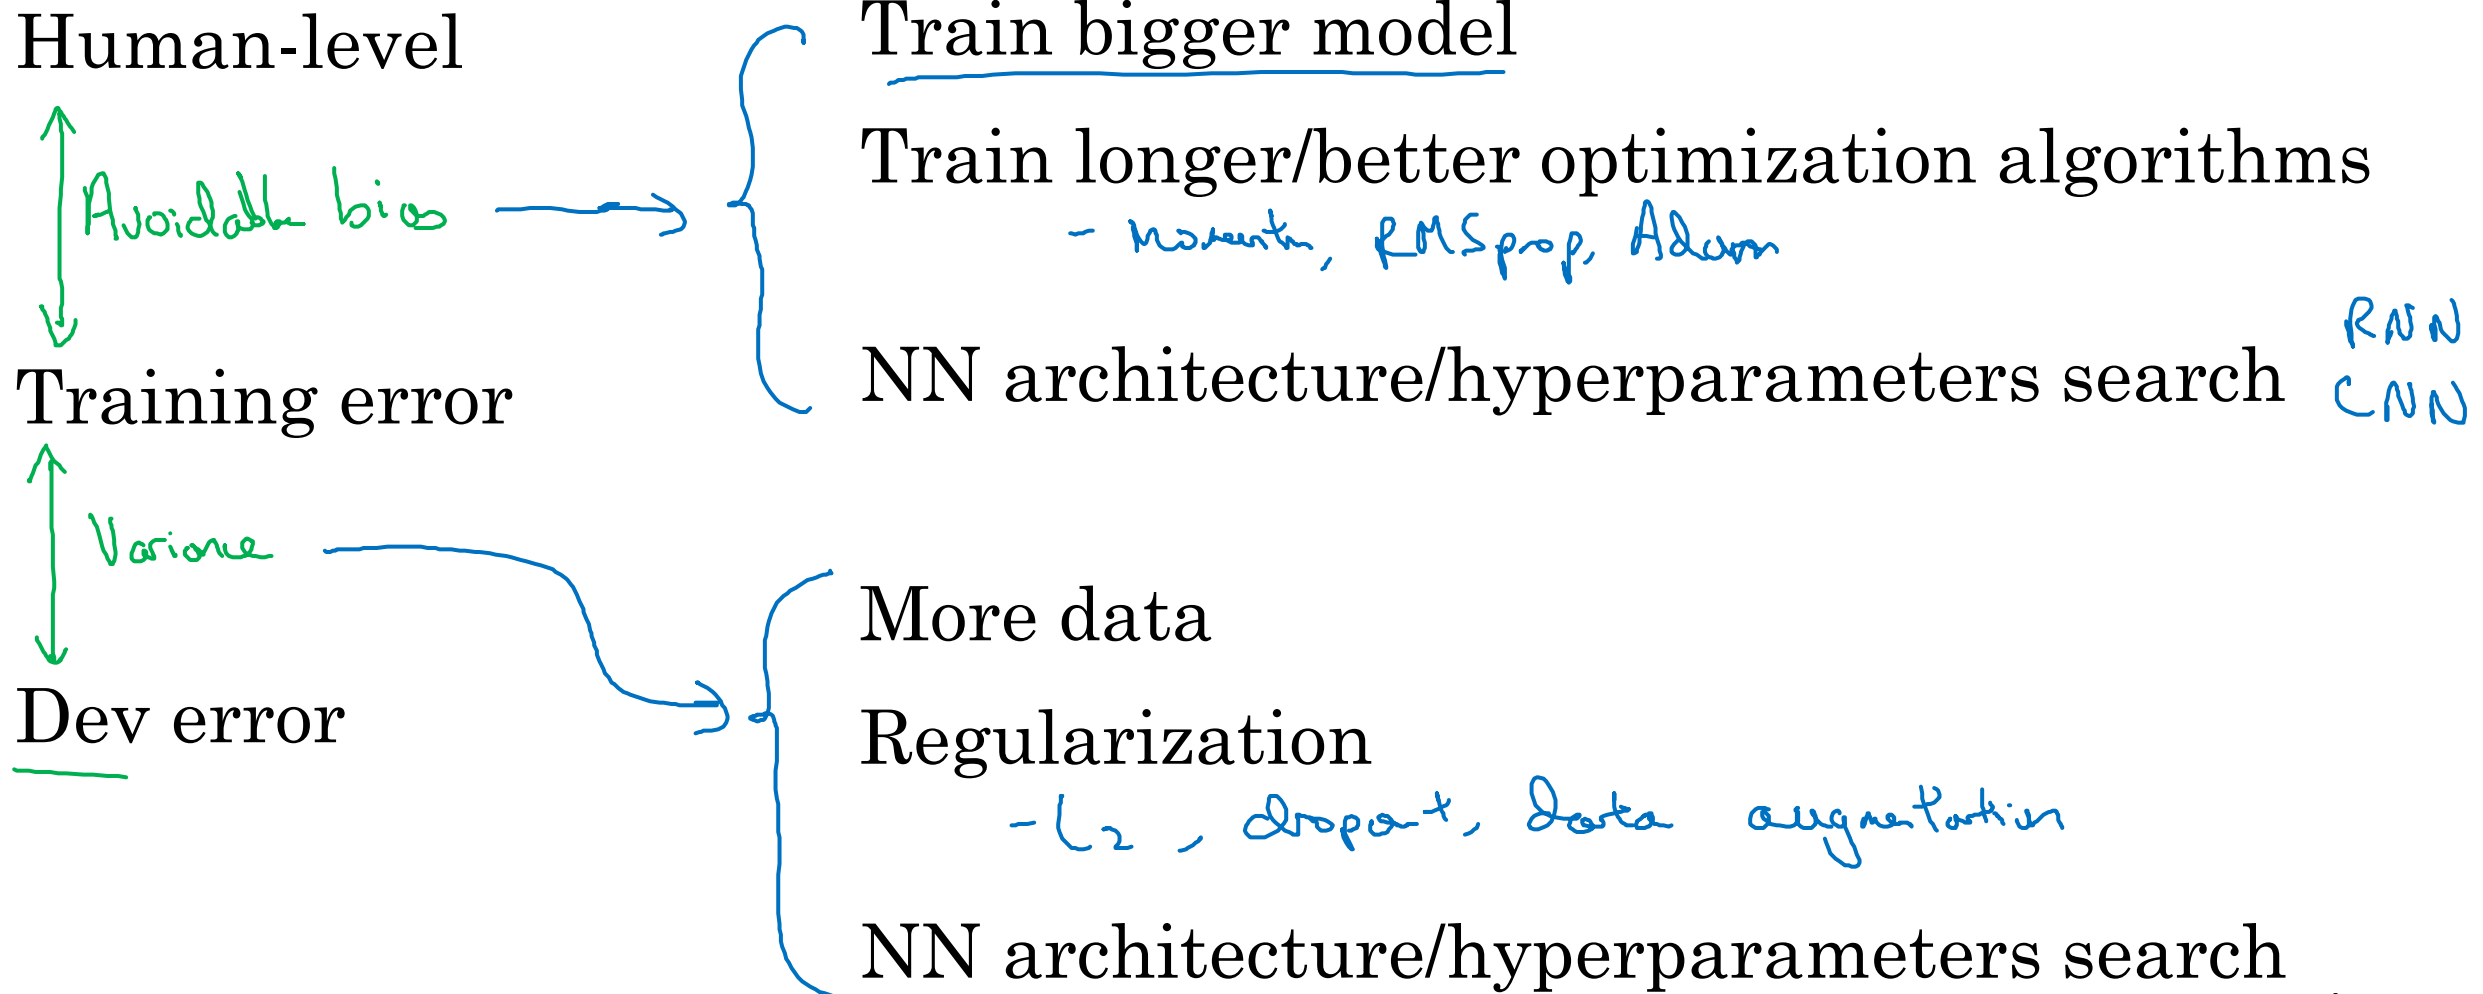 Human-level
Avoidable bias
Training error
Variance
Dev error
Train bigger model
Train longer/better optimization algorithms
- Momentum, RMSprop, Adam
NN architecture/hyperparameters search
RNN
CNN
More data
Regularization
- L2, dropout, data augmentation
NN architecture/hyperparameters search